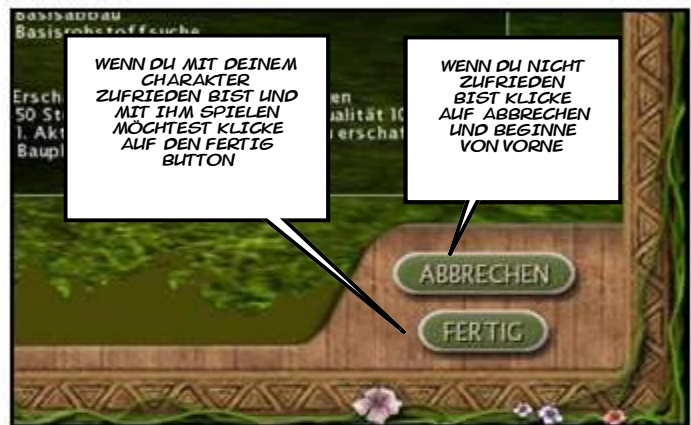 Basisabbau
Basisrohstoffsuche
WENN DU MIT DEINEM
CHARAKTER
ZUFRIEDEN BIST UND
MIT IHM SPIELEN
MÖCHTEST KLICKE
AUF DEN FERTIG
BUTTON
WENN DU NICHT
ZUFRIEDEN
BIST KLICKE
AUF ABBRECHEN
UND BEGINNE
VON VORNE
Ersch en
50 St ualität 10
1. Akt erschaf
Baupl
ABBRECHEN
FERTIG